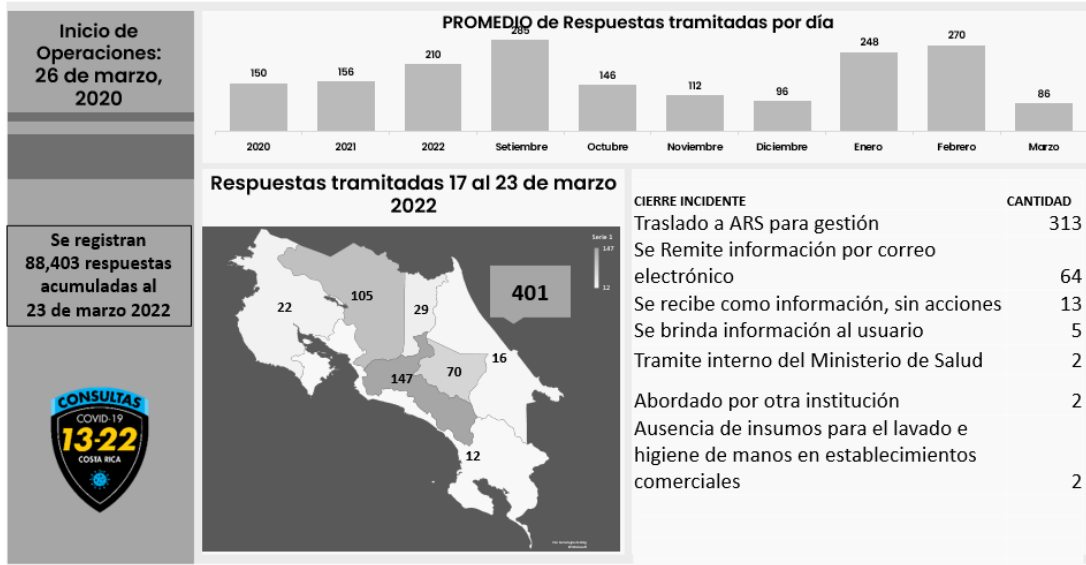 Inicio de
Operaciones:
26 de marzo,
2020
Se registran
88,403 respuestas
acumuladas al
23 de marzo 2022
CONSULTAS
COVID-19
13-22
COSTA RICA
PROMEDIO de Respuestas tramitadas por día
150
156
210
285
146
112
96
248
270
86
2020
2021
2022
Setiembre
Octubre
Noviembre
Diciembre
Enero
Febrero
Marzo
Respuestas tramitadas 17 al 23 de marzo
2022
Serie 1
147
12
401
22
105
29
16
147
70
12
CIERRE INCIDENTE CANTIDAD
Traslado a ARS para gestión 313
Se Remite información por correo
electrónico 64
Se recibe como información, sin acciones 13
Se brinda información al usuario 5
Tramite interno del Ministerio de Salud 2
Abordado por otra institución 2
Ausencia de insumos para el lavado e
higiene de manos en establecimientos
comerciales 2